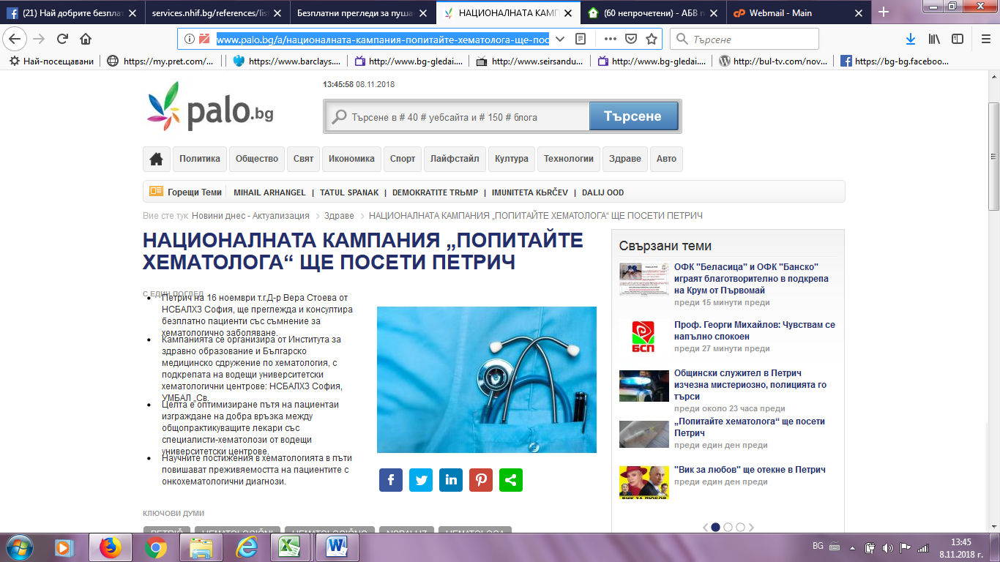 (21) Най добрите безплат
services.nhif.bg/references/list
Безплатни прегледи за пуша
НАЦИОНАЛНАТА КАМП
(60 непрочетени) - АБВ п
Webmail - Main
www.palo.bg/a/националната-кампания-попитайте-хематолога-ще-пос
Търсене
Най-посещавани
https://my.pret.com/...
https://www.barclays....
http://www.bg-gledai....
http://www.seirsandu...
http://www.bg-gledai....
http://bul-tv.com/nov...
https://bg-bg.faceboo...
palo.bg
13:45:58 08.11.2018
Търсене в # 40 # уебсайта и # 150 # блога
Търсене
Политика
Общество
Свят
Икономика
Спорт
Лайфстайл
Култура
Технологии
Здраве
Авто
Горещи Теми
MIHAIL ARHANGEL | TATUL SPANAK | DEMOKRATITE TRЬMP | IMUNITETA KЬRČEV | DALIJ OOD
Вие сте тук Новини днес - Актуализация > Здраве > НАЦИОНАЛНАТА КАМПАНИЯ „ПОПИТАЙТЕ ХЕМАТОЛОГА“ ЩЕ ПОСЕТИ ПЕТРИЧ
НАЦИОНАЛНАТА КАМПАНИЯ „ПОПИТАЙТЕ
ХЕМАТОЛОГА“ ЩЕ ПОСЕТИ ПЕТРИЧ
С ЕДИН ПОГЛЕД
• Петрич на 16 ноември т.г.Д-р Вера Стоева от
НСБАЛХЗ София, ще преглежда и консултира
безплатно пациенти със съмнение за
хематологично заболяване.
• Кампанията се организира от Института за
здравно образование и Българско
медицинско сдружение по хематология, с
подкрепата на водещи университетски
хематологични центрове: НСБАЛХЗ София,
УМБАЛ „Св.
• Целта е оптимизиране пътя на пациентаи
изграждане на добра връзка между
общопрактикуващите лекари със
специалисти-хематолози от водещи
университетски центрове.
• Научните постижения в хематологията в пъти
повишават преживяемостта на пациентите с
онкохематологични диагнози.
КЛЮЧОВИ ДУМИ
PETRIČ
HEMATOLOGIČNI
HEMATOLOGIČNO
NSBALHZ
HEMATOLOGA
Свързани теми
ОФК "Беласица" и ОФК "Банско"
играят благотворително в подкрепа
на Крум от Първомай
преди 15 минути преди
БСП
Проф. Георги Михайлов: Чувствам се
напълно спокоен
преди 27 минути преди
Общински служител в Петрич
изчезна мистериозно, полицията го
търси
преди около 23 часа преди
„Попитайте хематолога“ ще посети
Петрич
преди един ден преди
ВИК ЗА ЛЮБОВ
"Вик за любов" ще отекне в Петрич
преди един ден преди
BG
13:45
8.11.2018 г.